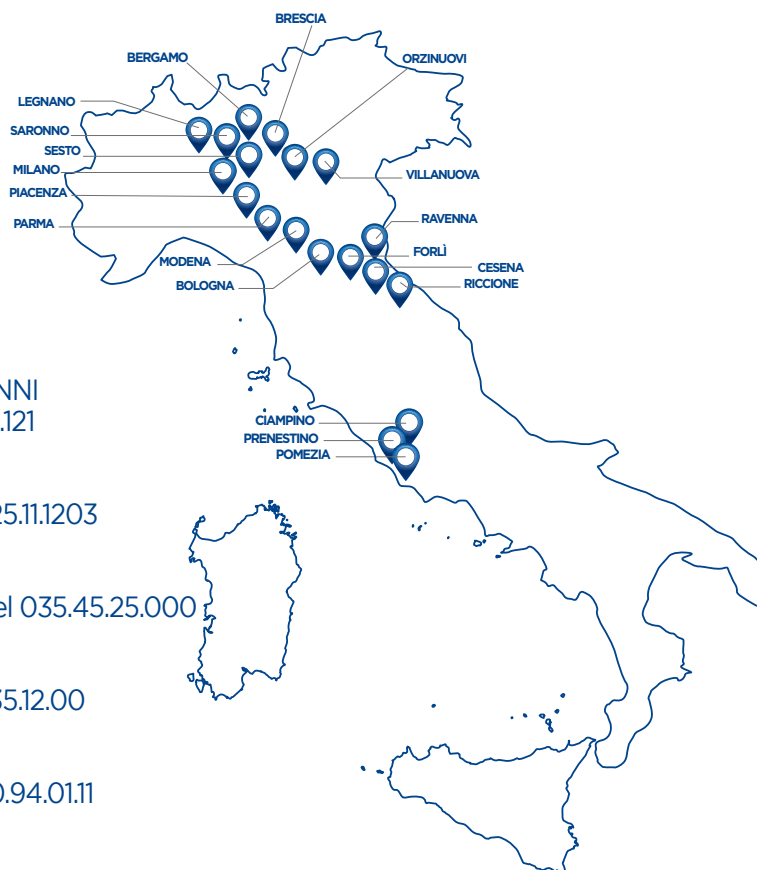 BRESCIA
BERGAMO
ORZINUOVI
LEGNANO
SARONNO
SESTO
MILANO
VILLANUOVA
PIACENZA
PARMA
RAVENNA
FORLÌ
MODENA
CESENA
BOLOGNA
RICCIONE
NNI
.121
CIAMPINO
PRENESTINO
POMEZIA
25.11.1203
el 035.45.25.000
35.12.00
0.94.01.11